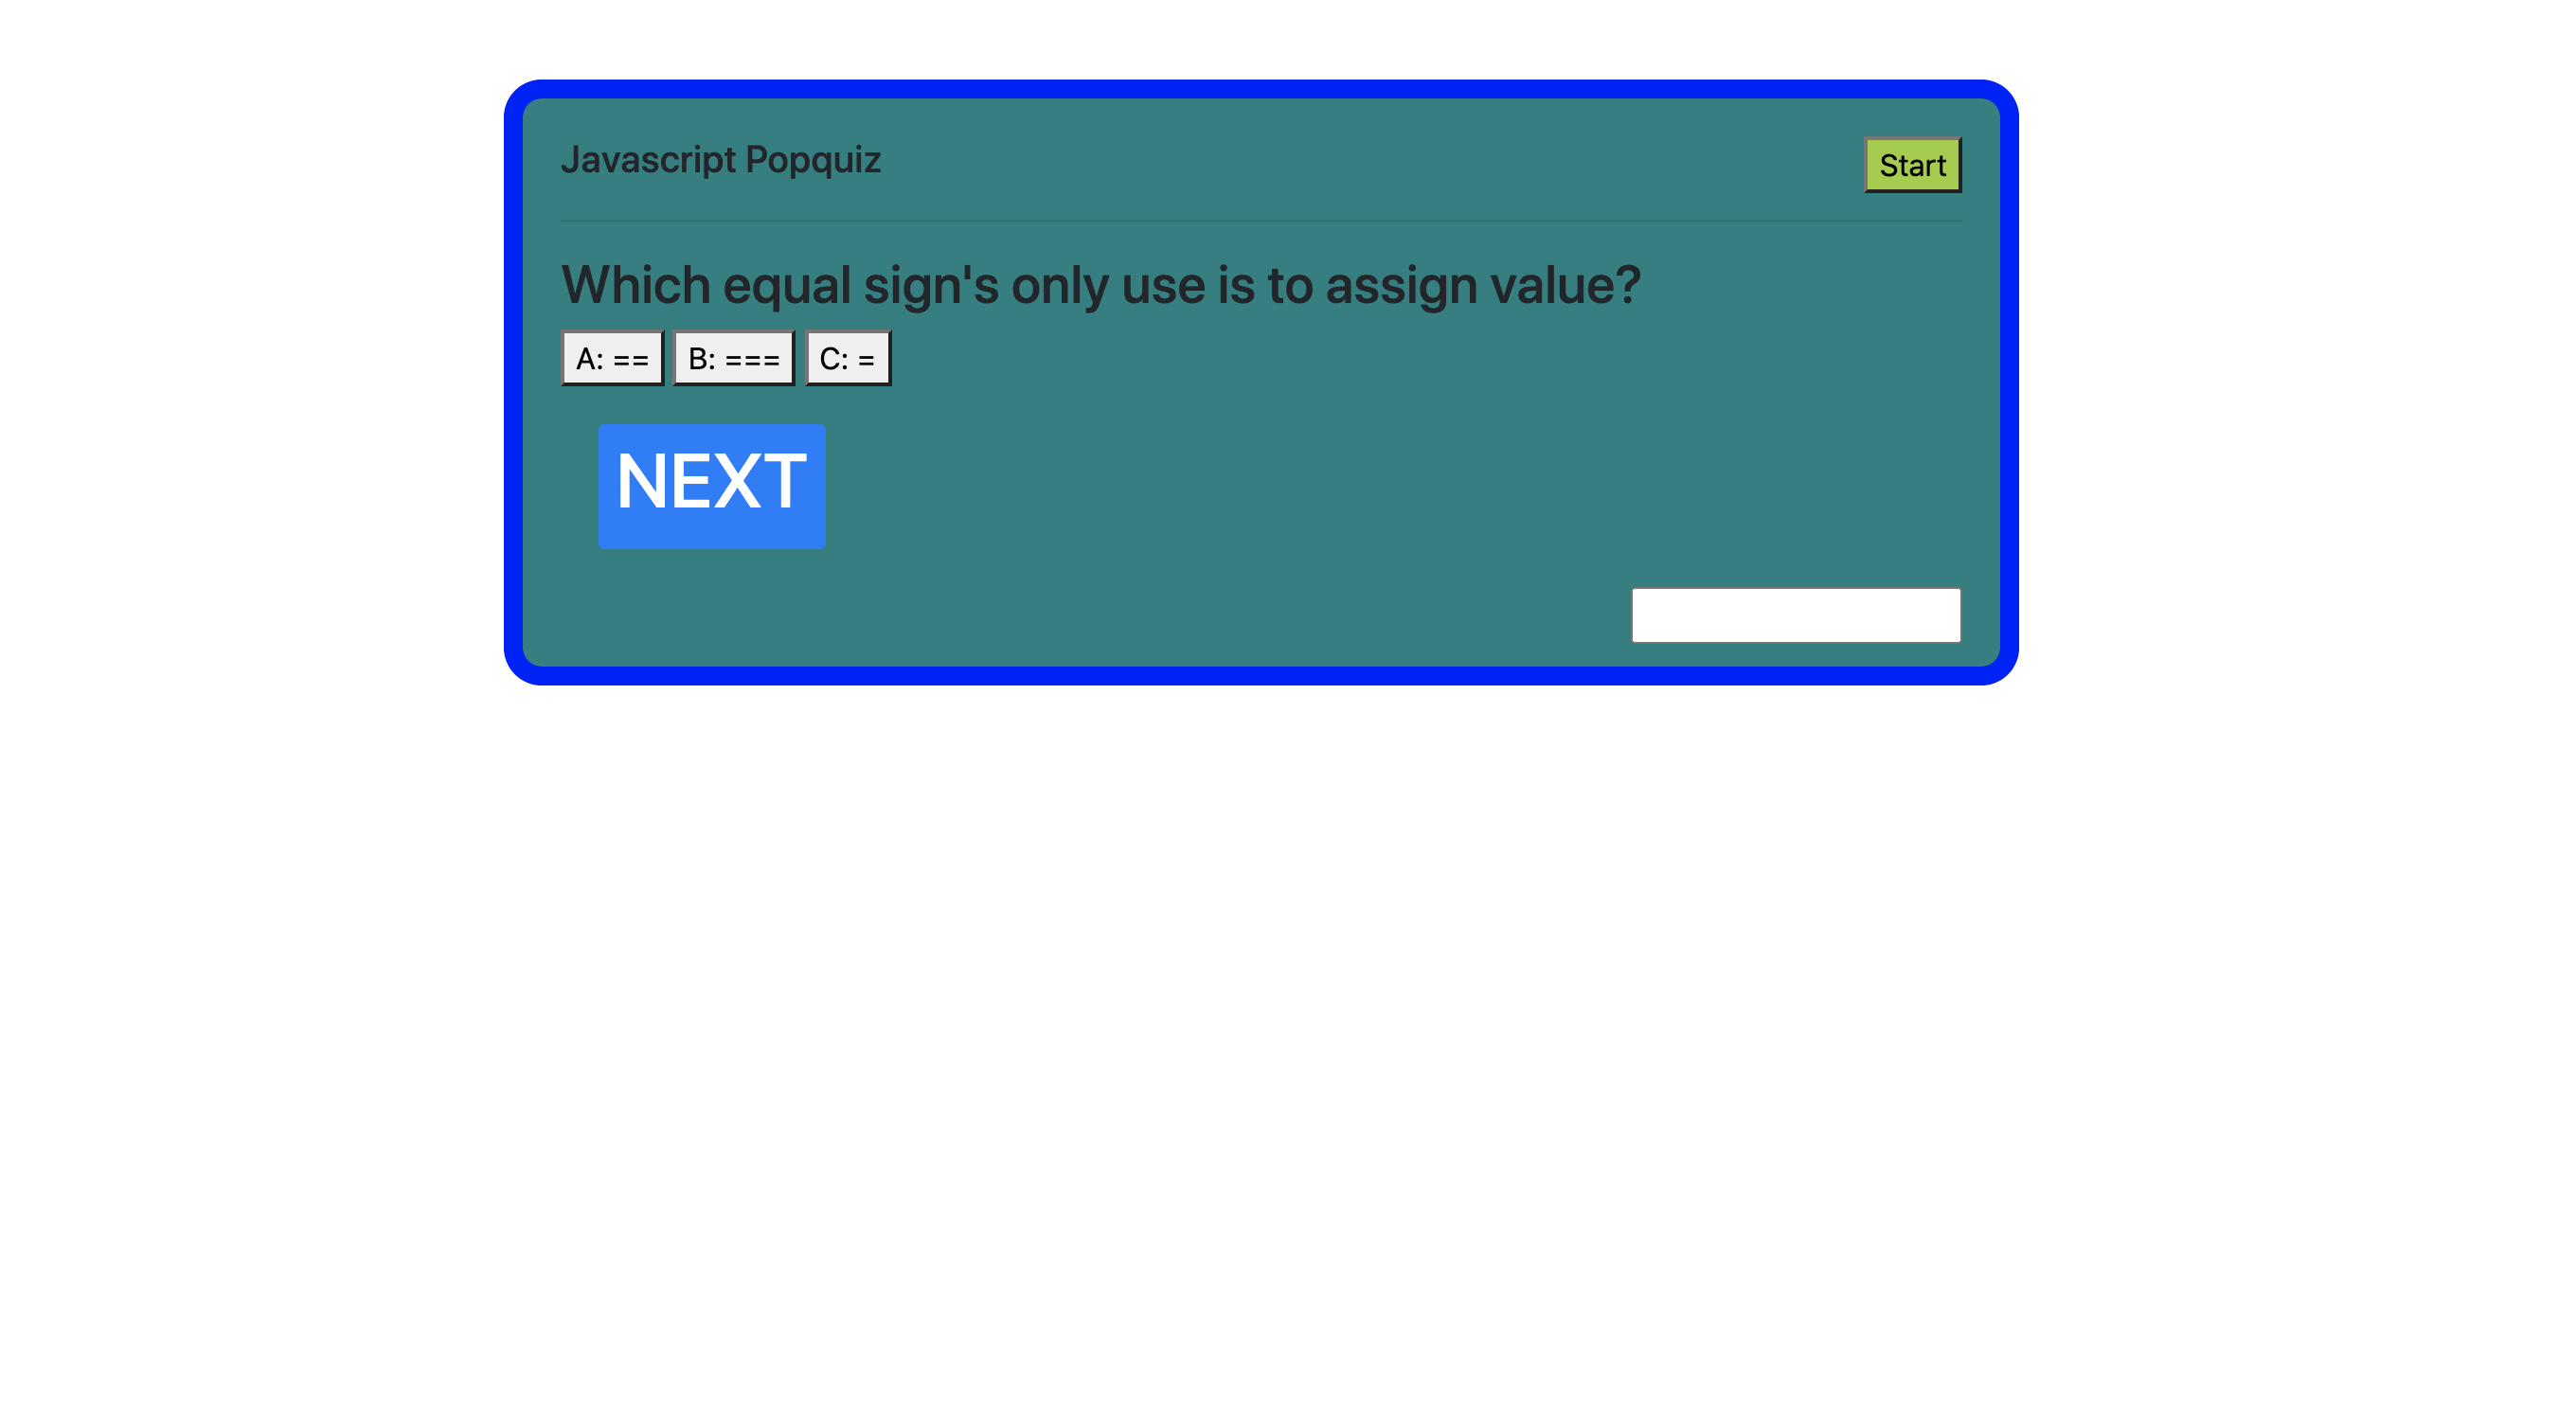 Javascript Popquiz
Start
Which equal sign's only use is to assign value?
A: == B: === C: =
NEXT